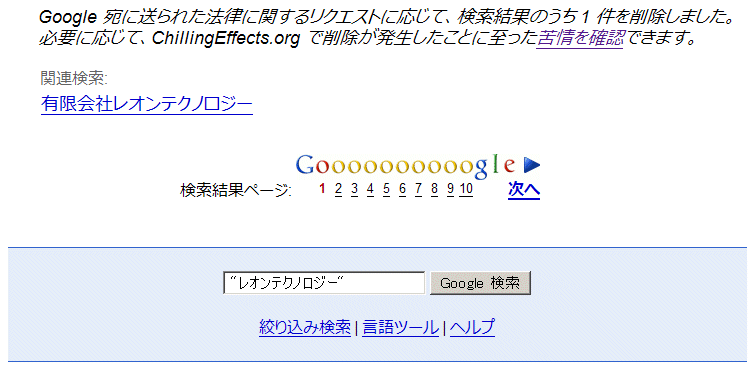 Google 宛に送られた法律に関するリクエストに応じて、検索結果のうち 1 件を削除しました。
必要に応じて、ChillingEffects.org で削除が発生したことに至った苦情を確認できます。
関連検索:
有限会社レオンテクノロジー
Goooooooooogle
検索結果ページ: 1 2 3 4 5 6 7 8 9 10 次へ
"レオンテクノロジー" Google 検索
絞り込み検索 | 言語ツール | ヘルプ